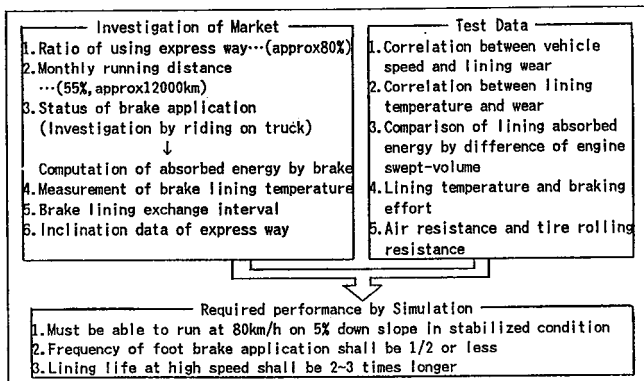 Investigation of Market
1.Ratio of using express way···(approx80%)
2.Monthly running distance
···(55%,approx12000km)
3.Status of brake application
(Investigation by riding on truck)
↓
Computation of absorbed energy by brake
4.Measurement of brake lining temperature
5.Brake lining exchange interval
6.Inclination data of express way
Test Data
1.Correlation between vehicle
speed and lining wear
2.Correlation between lining
temperature and wear
3.Comparison of lining absorbed
energy by difference of engine
swept-volume
4.Lining temperature and braking
effort
5.Air resistance and tire rolling
resistance
Required performance by Simulation
1.Must be able to run at 80km/h on 5% down slope in stabilized condition
2.Frequency of foot brake application shall be 1/2 or less
3.Lining life at high speed shall be 2~3 times longer